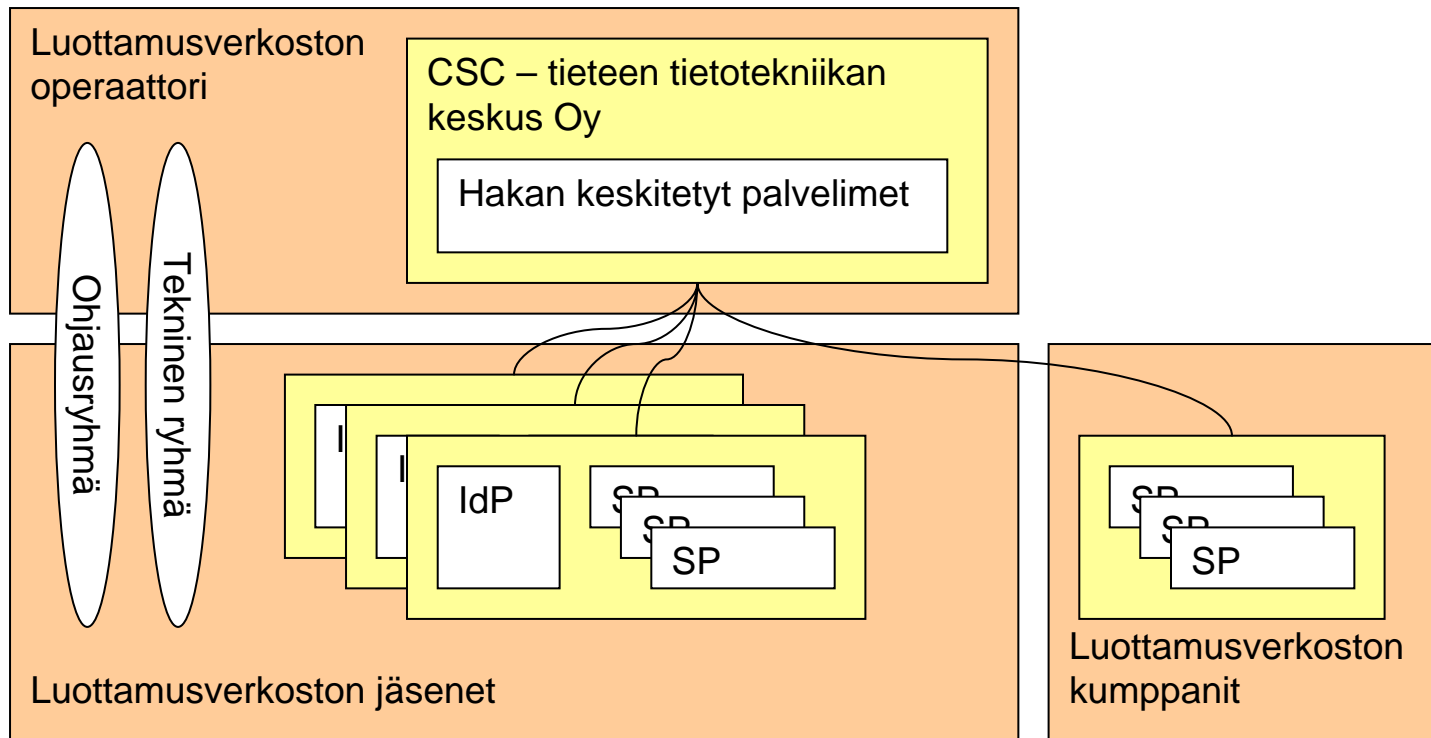 Luottamusverkoston
operaattori
CSC – tieteen tietotekniikan
keskus Oy
Hakan keskitetyt palvelimet
Ohjausryhmä
Tekninen ryhmä
IdP
SP
SP
SP
Luottamusverkoston jäsenet
SP
SP
SP
Luottamusverkoston
kumppanit